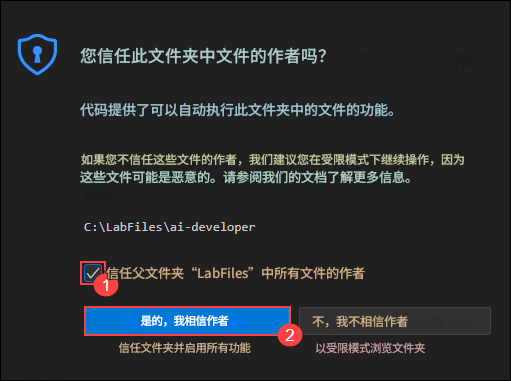 您信任此文件夹中文件的作者吗?
代码提供了可以自动执行此文件夹中的文件的功能。
如果您不信任这些文件的作者，我们建议您在受限模式下继续操作，因为
这些文件可能是恶意的。请参阅我们的文档了解更多信息。
C:\LabFiles\ai-developer
信任父文件夹“LabFiles”中所有文件的作者
1
是的，我相信作者
2
不，我不相信作者
信任文件夹并启用所有功能
以受限模式浏览文件夹